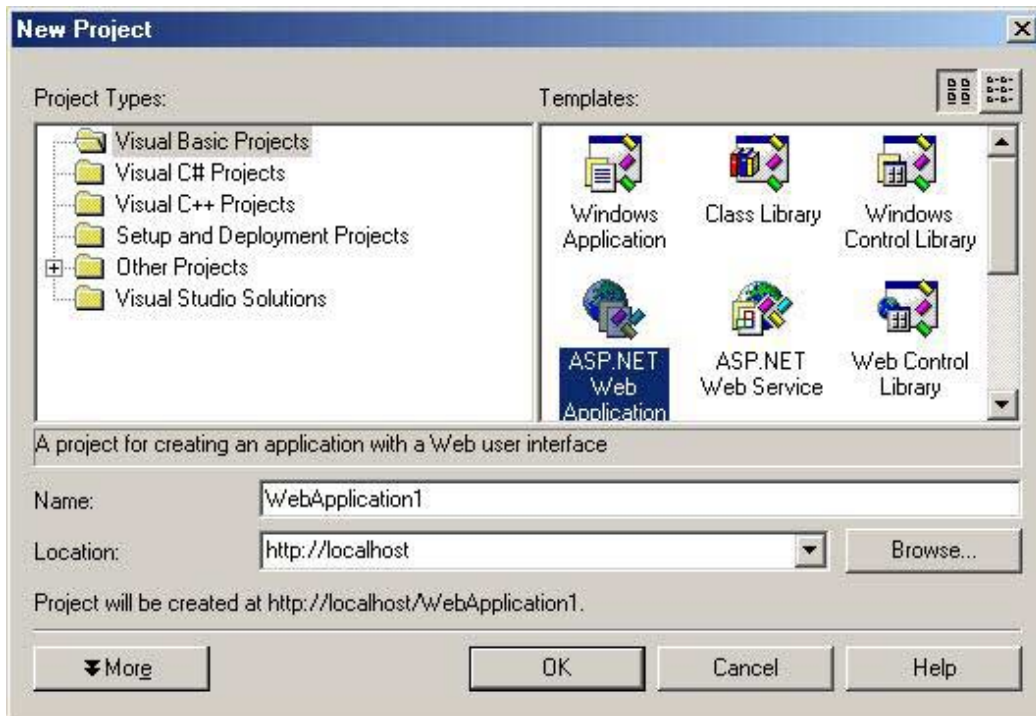 New Project
Project Types:
Templates:
Visual Basic Projects
Visual C# Projects
Visual C++ Projects
Setup and Deployment Projects
Other Projects
Visual Studio Solutions
Windows
Application
Class Library
Windows
Control Library
ASP.NET
Web
Application
ASP.NET
Web Service
Web Control
Library
A project for creating an application with a Web user interface
Name:
WebApplication1
Location:
http://localhost
Browse...
Project will be created at http://localhost/WebApplication1.
More
OK
Cancel
Help